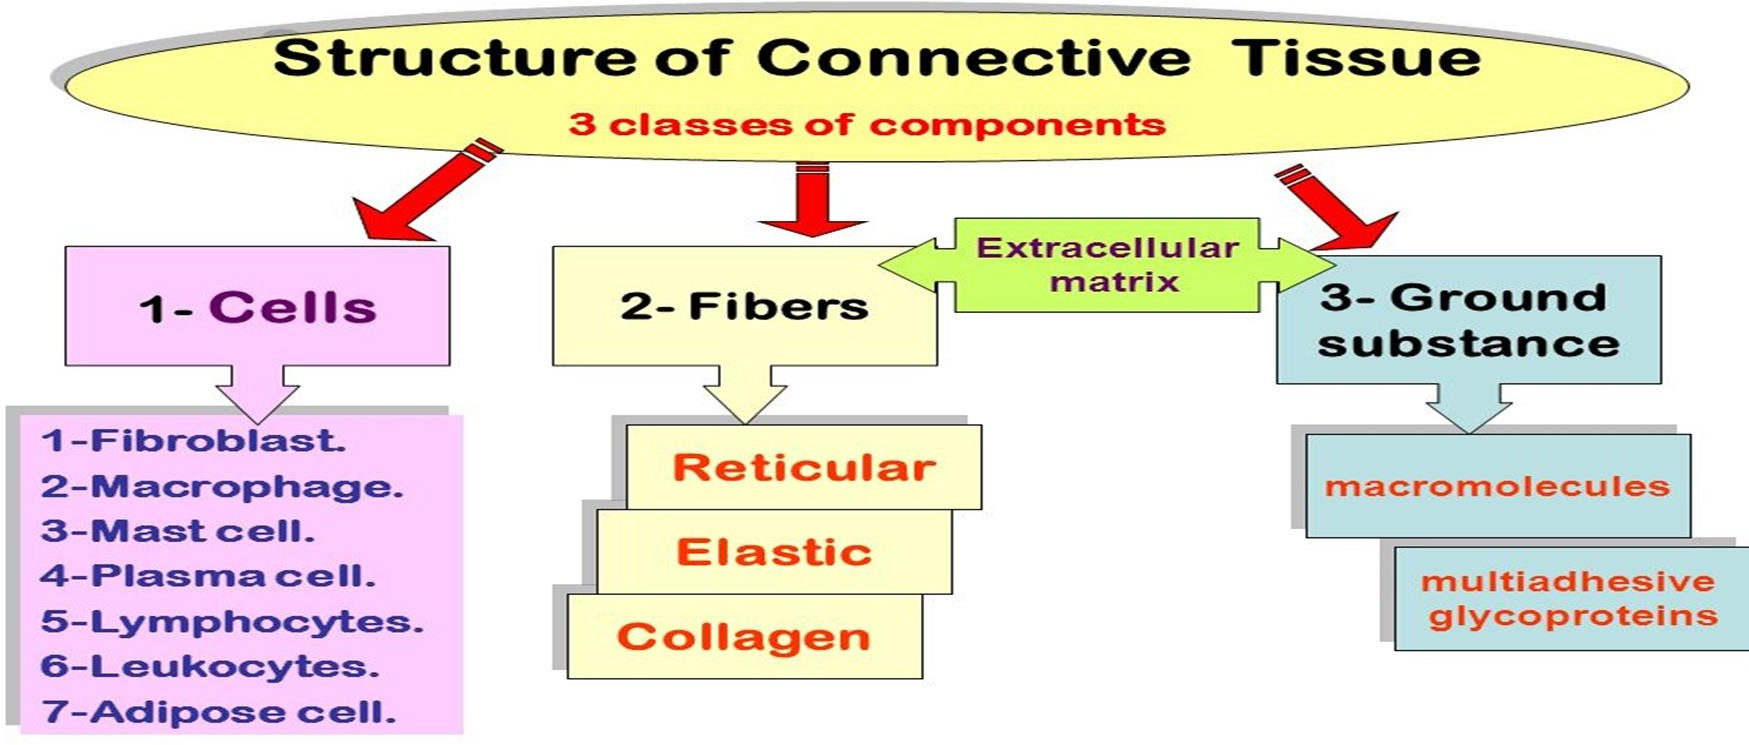 Structure of Connective Tissue
3 classes of components
1- Cells
1-Fibroblast.
2-Macrophage.
3-Mast cell.
4-Plasma cell.
5-Lymphocytes.
6-Leukocytes.
7-Adipose cell.
2- Fibers
Reticular
Elastic
Collagen
Extracellular
matrix
3- Ground
substance
macromolecules
multiadhesive
glycoproteins